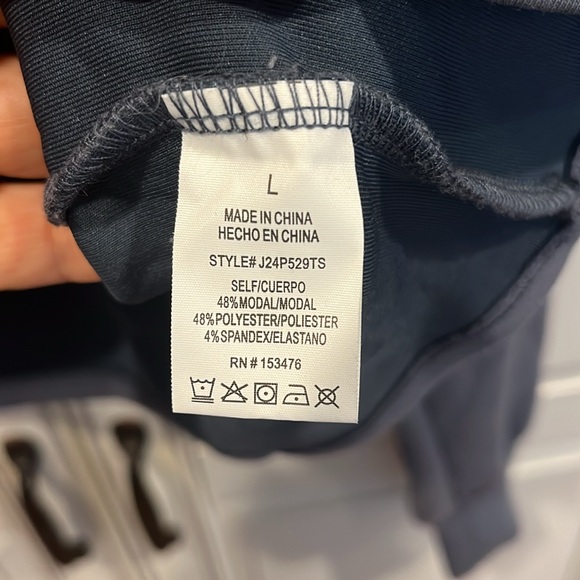 L
MADE IN CHINA
HECHO EN CHINA
STYLE# J24P529TS
SELF/CUERPO
48%MODAL/MODAL
48%POLYESTER/POLIESTER
4%SPANDEX/ELASTANO
RN # 153476